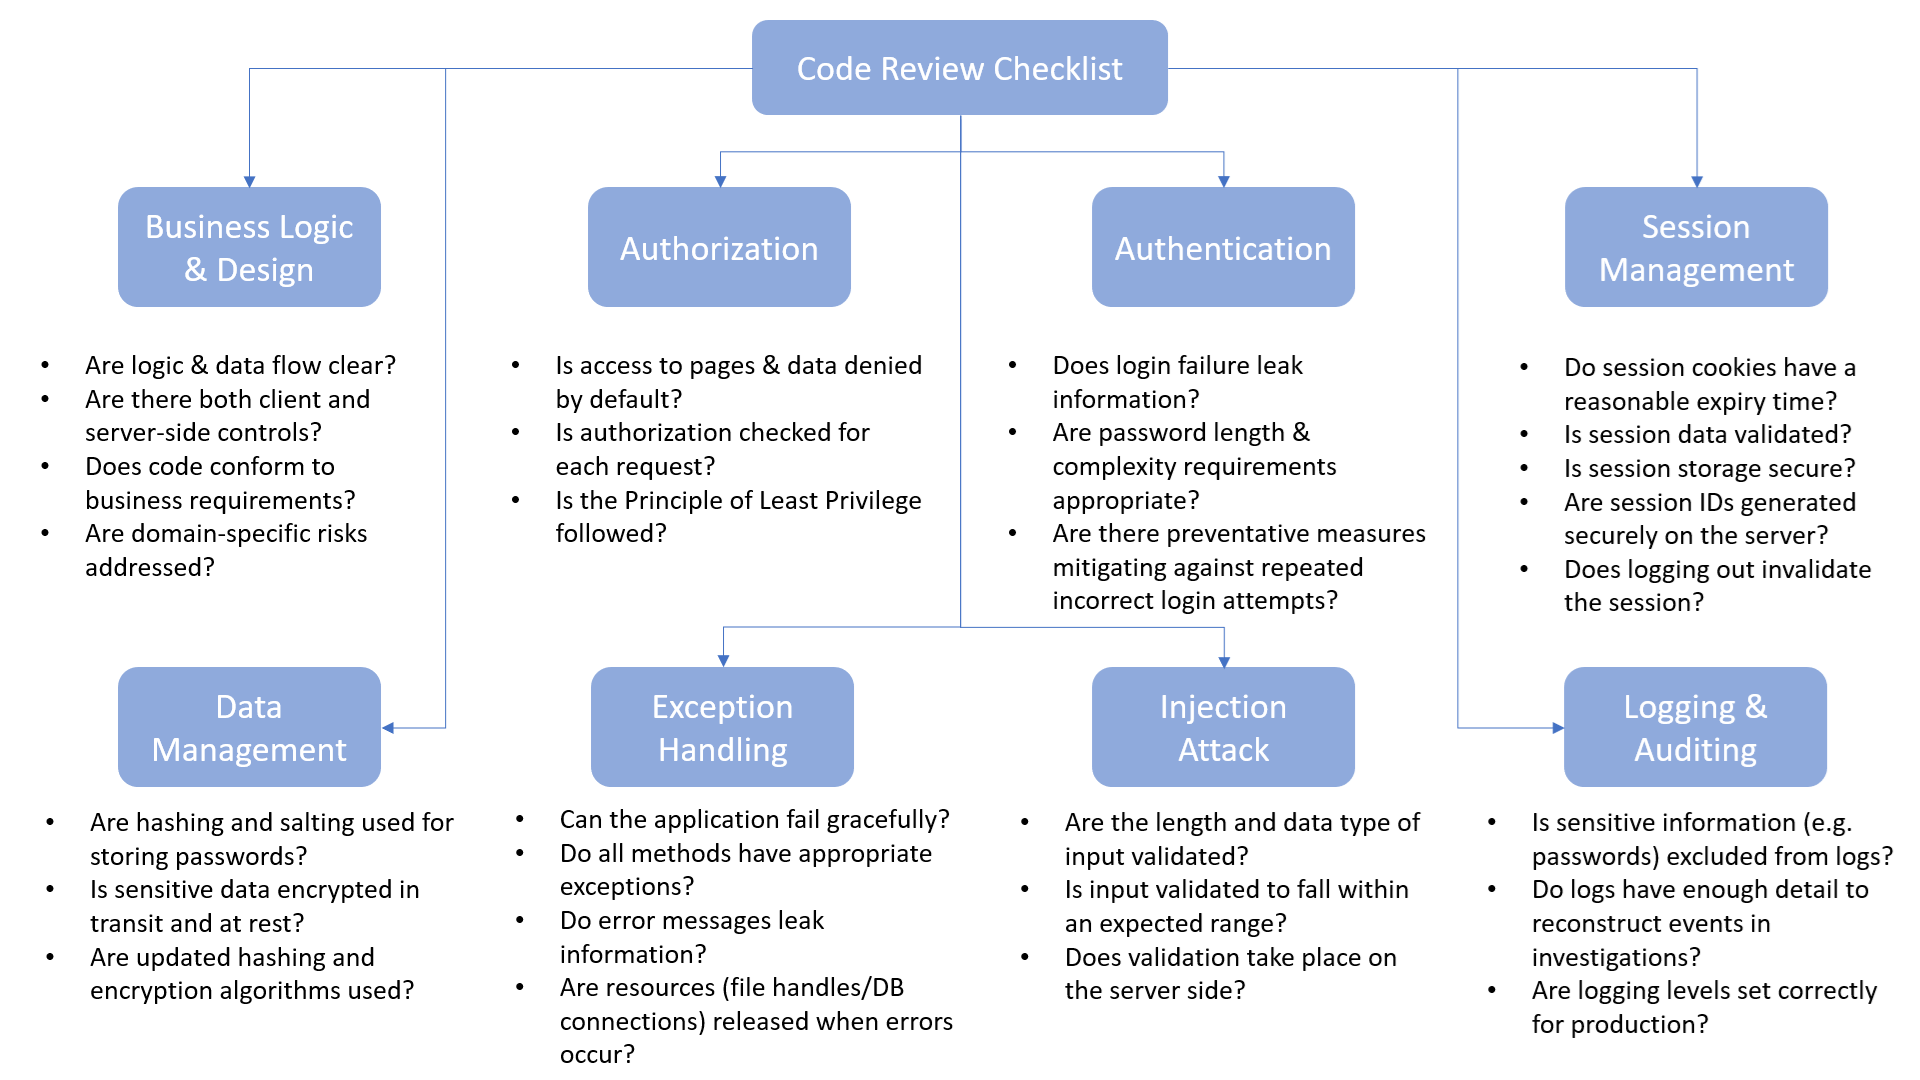 Code Review Checklist
Business Logic
& Design
• Are logic & data flow clear?
• Are there both client and
server-side controls?
• Does code conform to
business requirements?
• Are domain-specific risks
addressed?
Authorization
• Is access to pages & data denied
by default?
• Is authorization checked for
each request?
• Is the Principle of Least Privilege
followed?
Authentication
• Does login failure leak
information?
• Are password length &
complexity requirements
appropriate?
• Are there preventative measures
mitigating against repeated
incorrect login attempts?
Session
Management
• Do session cookies have a
reasonable expiry time?
• Is session data validated?
• Is session storage secure?
• Are session IDs generated
securely on the server?
• Does logging out invalidate
the session?
Data
Management
• Are hashing and salting used for
storing passwords?
• Is sensitive data encrypted in
transit and at rest?
• Are updated hashing and
encryption algorithms used?
Exception
Handling
• Can the application fail gracefully?
• Do all methods have appropriate
exceptions?
• Do error messages leak
information?
• Are resources (file handles/DB
connections) released when errors
occur?
Injection
Attack
• Are the length and data type of
input validated?
• Is input validated to fall within
an expected range?
• Does validation take place on
the server side?
Logging &
Auditing
• Is sensitive information (e.g.
passwords) excluded from logs?
• Do logs have enough detail to
reconstruct events in
investigations?
• Are logging levels set correctly
for production?